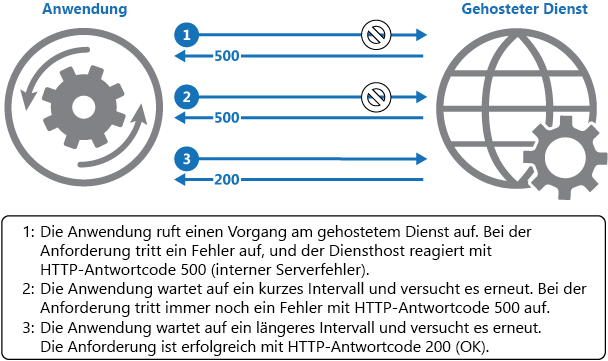 Anwendung
Gehosteter Dienst
1
500
2
500
3
200
1: Die Anwendung ruft einen Vorgang am gehostetem Dienst auf. Bei der
Anforderung tritt ein Fehler auf, und der Diensthost reagiert mit
HTTP-Antwortcode 500 (interner Serverfehler).
2: Die Anwendung wartet auf ein kurzes Intervall und versucht es erneut. Bei der
Anforderung tritt immer noch ein Fehler mit HTTP-Antwortcode 500 auf.
3: Die Anwendung wartet auf ein längeres Intervall und versucht es erneut.
Die Anforderung ist erfolgreich mit HTTP-Antwortcode 200 (OK).